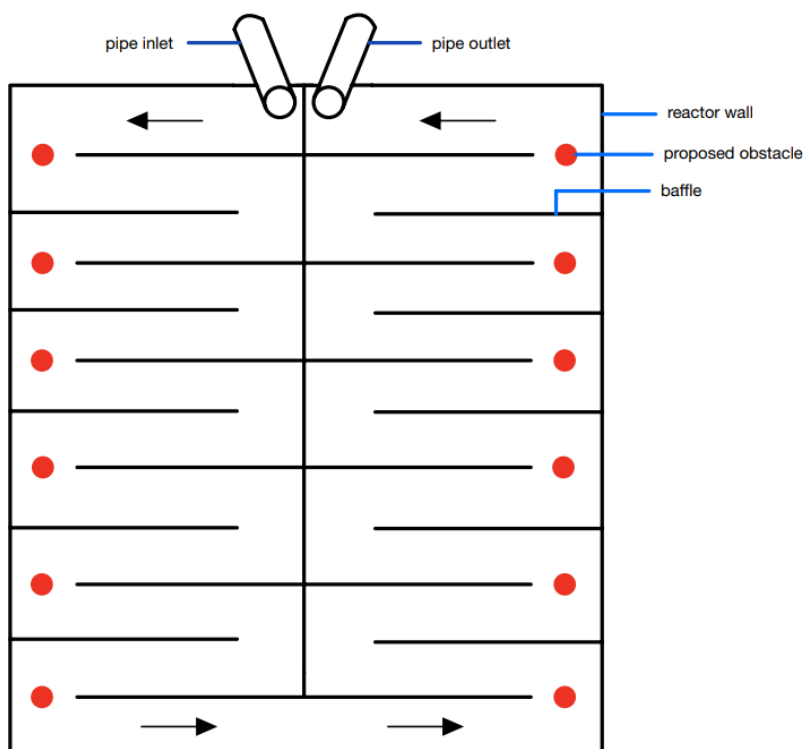 pipe inlet
pipe outlet
reactor wall
proposed obstacle
baffle